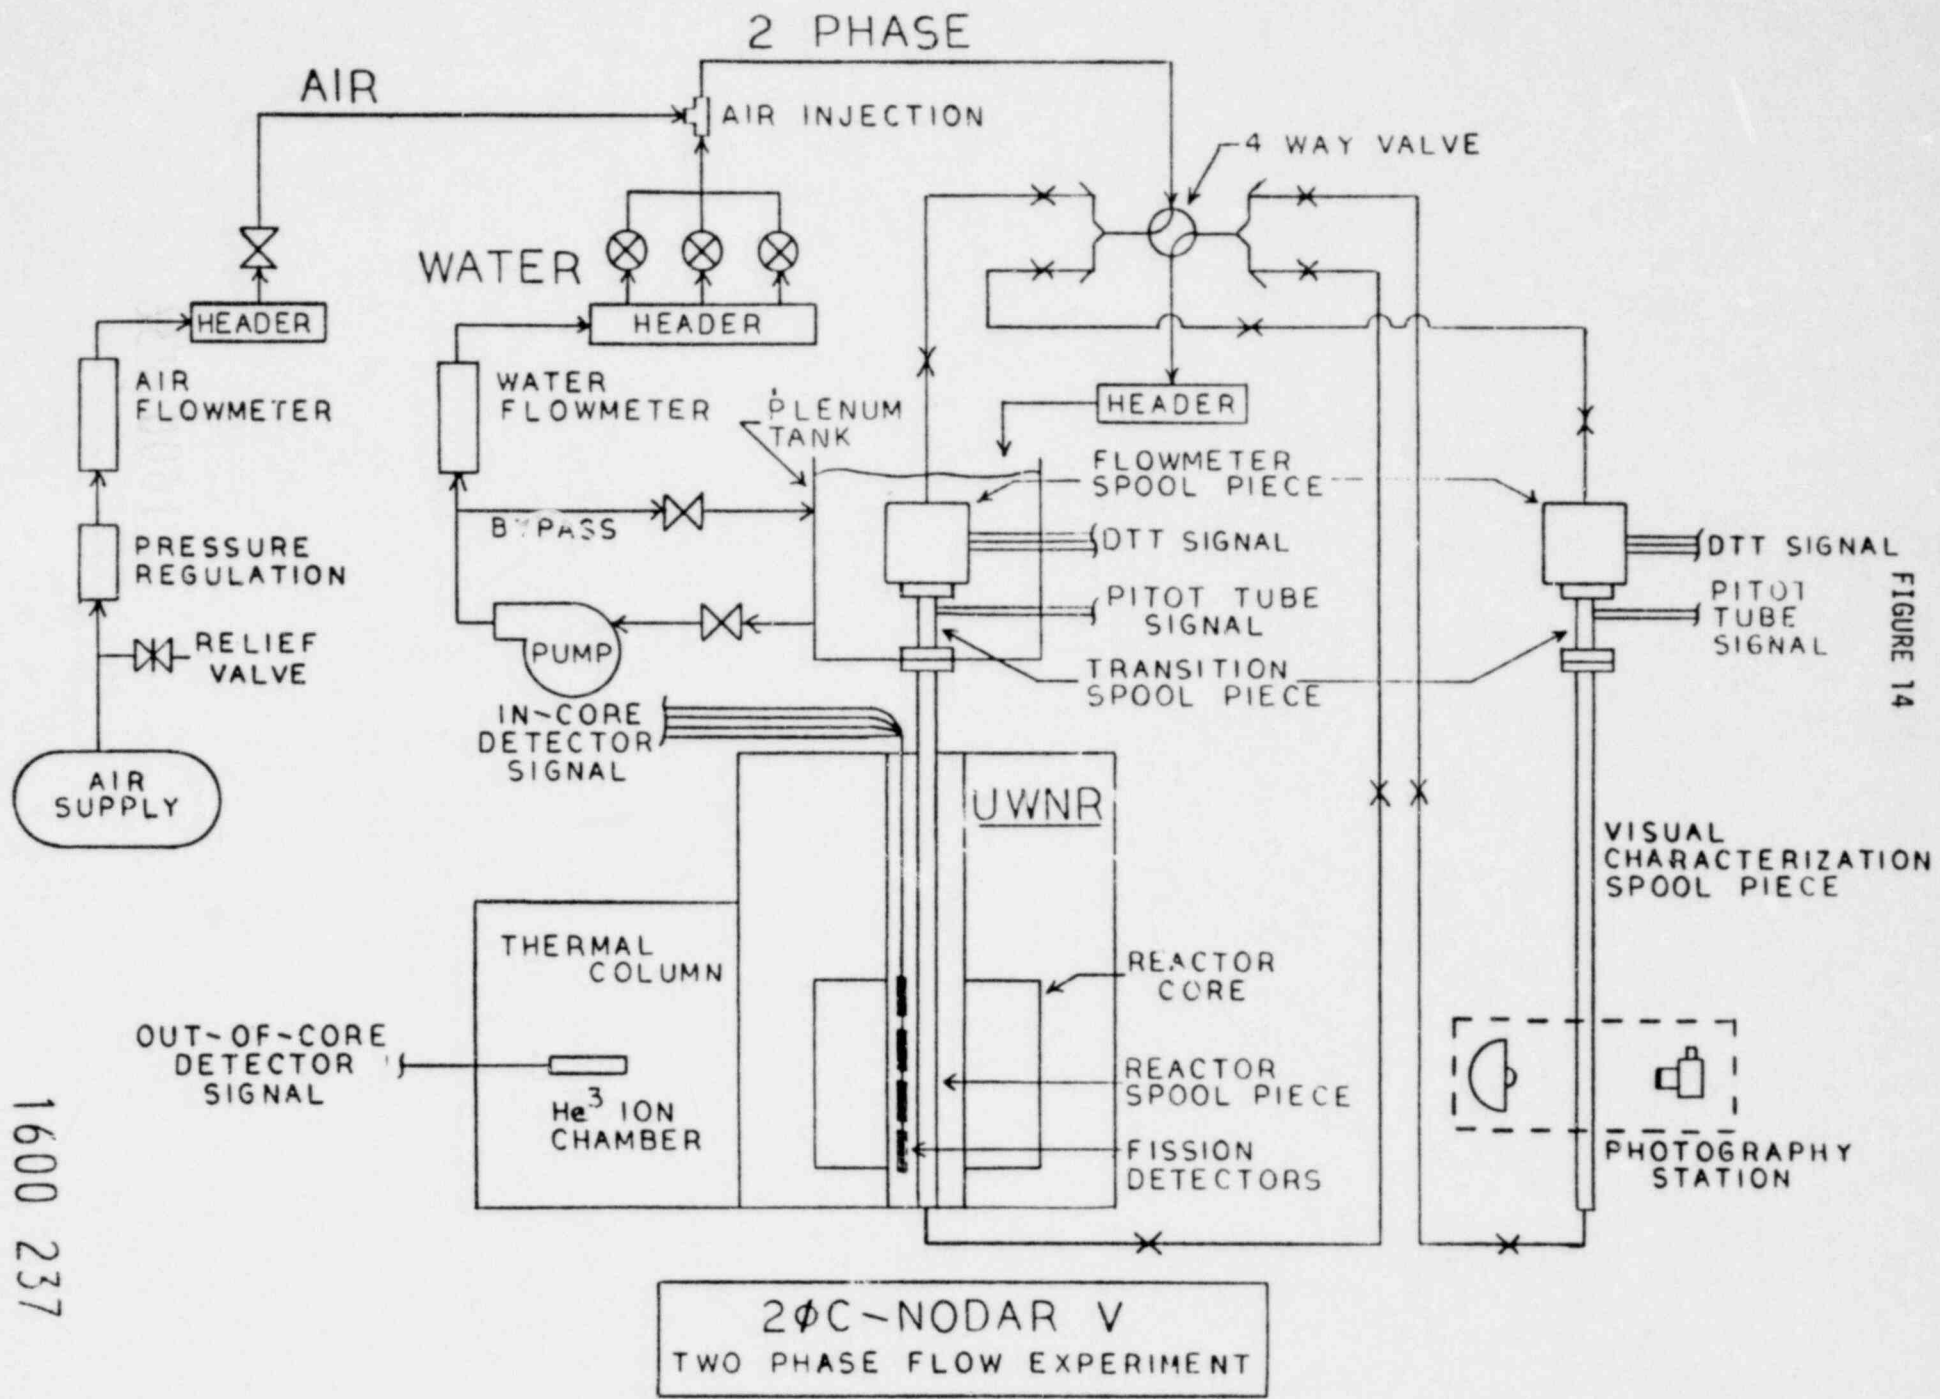 2 PHASE
AIR
AIR INJECTION
4 WAY VALVE
WATER
HEADER
HEADER
AIR
FLOWMETER
WATER
FLOWMETER
PLENUM
TANK
HEADER
FLOWMETER
SPOOL PIECE
BYPASS
DTT SIGNAL
DTT SIGNAL
PRESSURE
REGULATION
PITOT TUBE
SIGNAL
PITOT
TUBE
SIGNAL
RELIEF
VALVE
PUMP
TRANSITION
SPOOL PIECE
FIGURE 14
IN-CORE
DETECTOR
SIGNAL
AIR
SUPPLY
UWNR
VISUAL
CHARACTERIZATION
SPOOL PIECE
THERMAL
COLUMN
REACTOR
CORE
OUT-OF-CORE
DETECTOR
SIGNAL
He³ ION
CHAMBER
REACTOR
SPOOL PIECE
FISSION
DETECTORS
PHOTOGRAPHY
STATION
2ϕC-NODAR V
TWO PHASE FLOW EXPERIMENT
1600 237